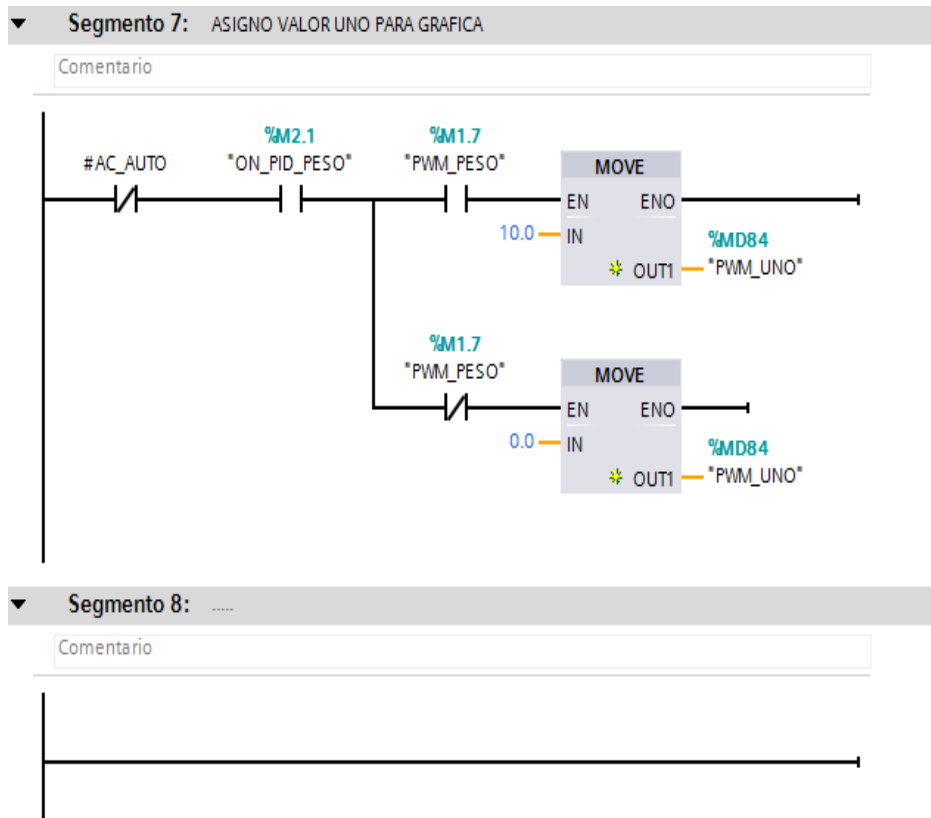 Segmento 7: ASIGNO VALOR UNO PARA GRAFICA
Comentario
%M2.1 %M1.7
#AC_AUTO "ON_PID_PESO" "PWM_PESO" MOVE
EN ENO
10.0 IN %MD84
OUT1 "PWM_UNO"
%M1.7
"PWM_PESO" MOVE
EN ENO
0.0 IN %MD84
OUT1 "PWM_UNO"
Segmento 8: .....
Comentario